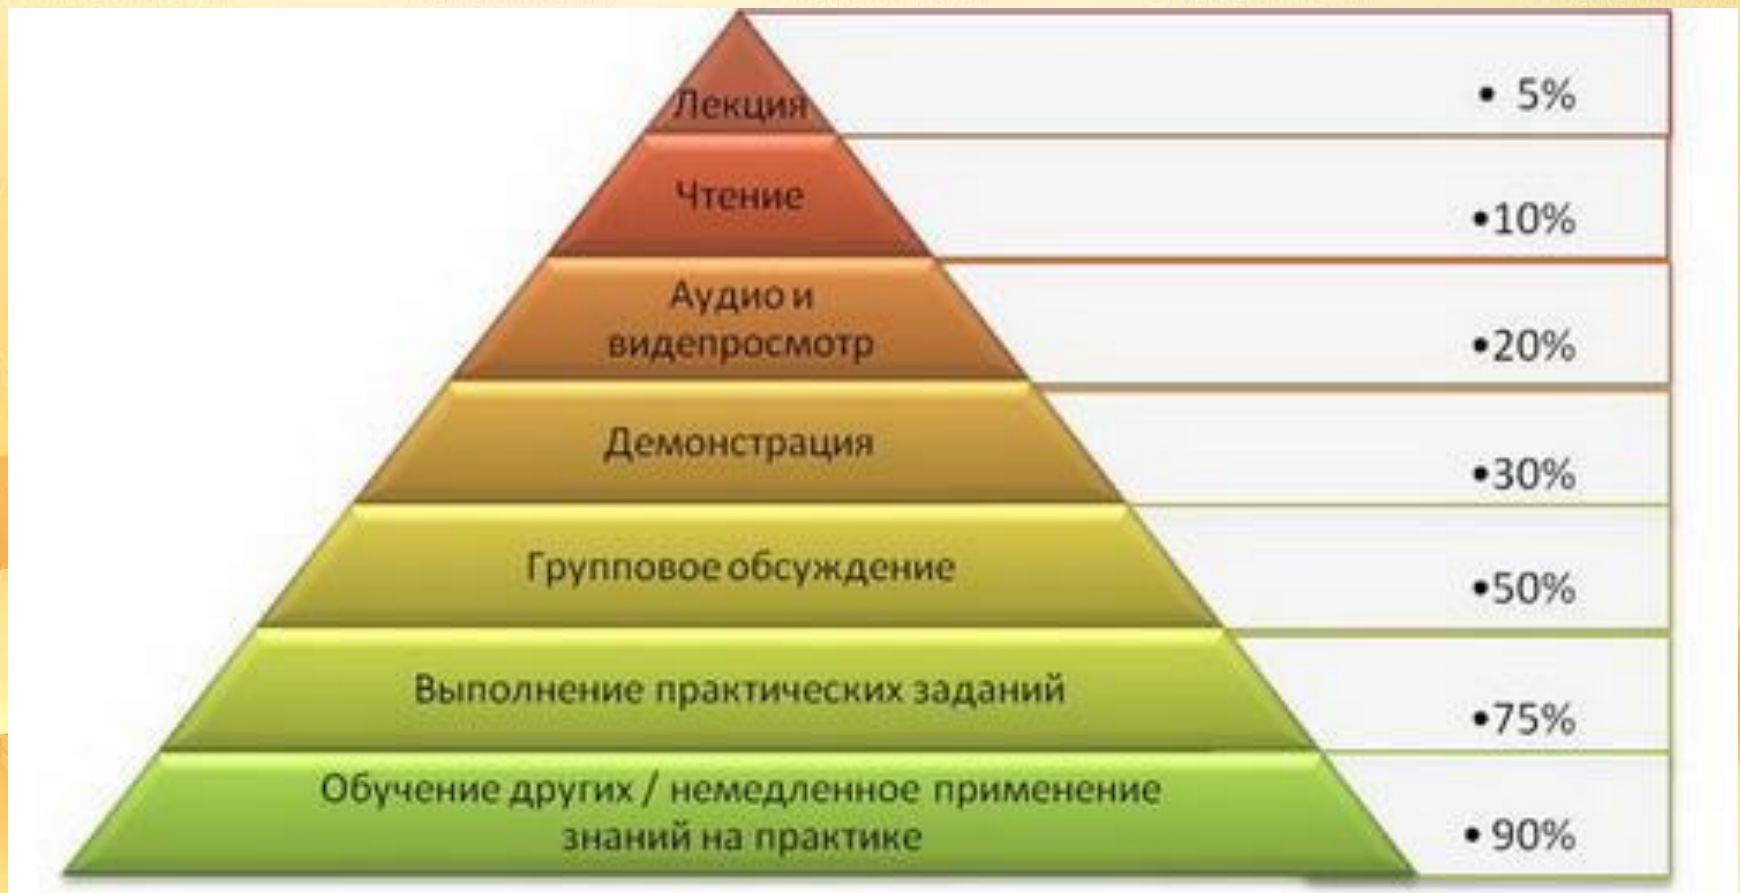 Лекция
• 5%
Чтение
•10%
Аудио и
видепросмотр
•20%
Демонстрация
•30%
Групповое обсуждение
•50%
Выполнение практических заданий
•75%
Обучение других / немедленное применение
знаний на практике
• 90%